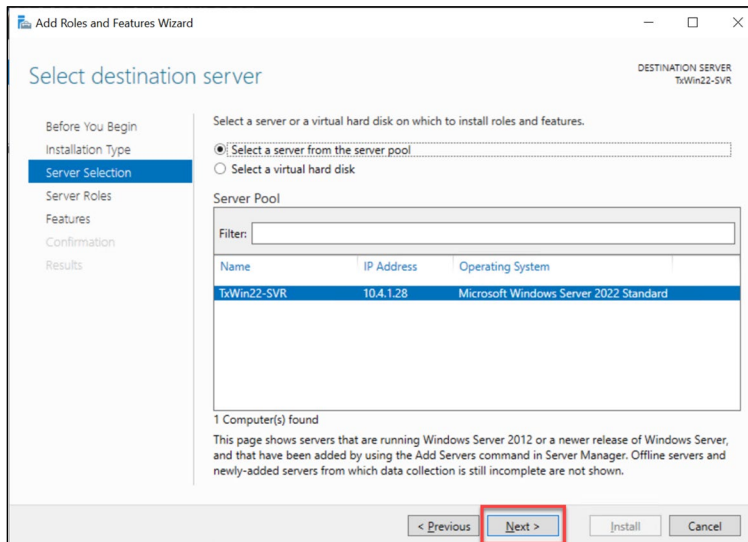 Add Roles and Features Wizard
Select destination server
DESTINATION SERVER
TxWin22-SVR
Before You Begin
Installation Type
Server Selection
Server Roles
Features
Confirmation
Results
Select a server or a virtual hard disk on which to install roles and features.
Select a server from the server pool
Select a virtual hard disk
Server Pool
Filter:
Name IP Address Operating System
TxWin22-SVR 10.4.1.28 Microsoft Windows Server 2022 Standard
1 Computer(s) found
This page shows servers that are running Windows Server 2012 or a newer release of Windows Server,
and that have been added by using the Add Servers command in Server Manager. Offline servers and
newly-added servers from which data collection is still incomplete are not shown.
< Previous Next > Install Cancel